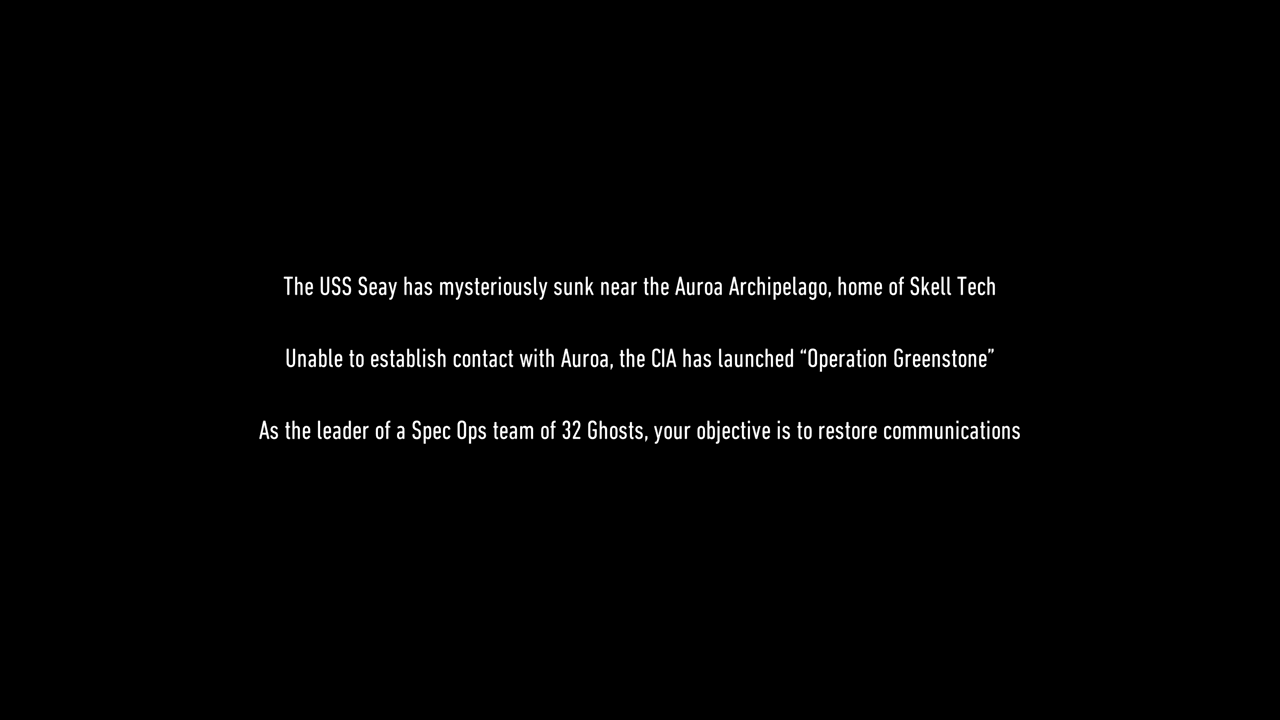 The USS Seay has mysteriously sunk near the Auroa Archipelago, home of Skell Tech
Unable to establish contact with Auroa, the CIA has launched “Operation Greenstone”
As the leader of a Spec Ops team of 32 Ghosts, your objective is to restore communications